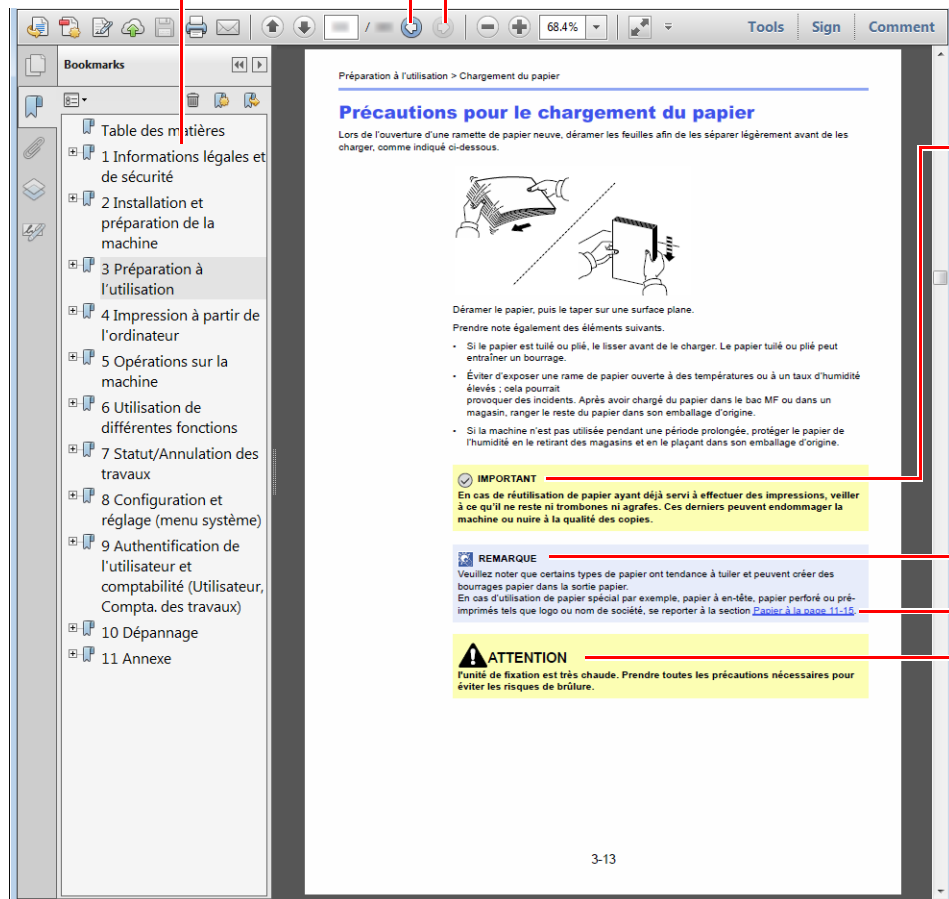 /
68.4%
Tools
Sign
Comment
Bookmarks
Table des matières
1 Informations légales et
de sécurité
2 Installation et
préparation de la
machine
3 Préparation à
l'utilisation
4 Impression à partir de
l'ordinateur
5 Opérations sur la
machine
6 Utilisation de
différentes fonctions
7 Statut/Annulation des
travaux
8 Configuration et
réglage (menu système)
9 Authentification de
l'utilisateur et
comptabilité (Utilisateur,
Compta. des travaux)
10 Dépannage
11 Annexe
Préparation à l'utilisation > Chargement du papier
Précautions pour le chargement du papier
Lors de l'ouverture d'une ramette de papier neuve, déramer les feuilles afin de les séparer légèrement avant de les
charger, comme indiqué ci-dessous.
Déramer le papier, puis le taper sur une surface plane.
Prendre note également des éléments suivants.
• Si le papier est tuilé ou plié, le lisser avant de le charger. Le papier tuilé ou plié peut
entraîner un bourrage.
• Éviter d'exposer une rame de papier ouverte à des températures ou à un taux d'humidité
élevés ; cela pourrait
provoquer des incidents. Après avoir chargé du papier dans le bac MF ou dans un
magasin, ranger le reste du papier dans son emballage d'origine.
• Si la machine n'est pas utilisée pendant une période prolongée, protéger le papier de
l'humidité en le retirant des magasins et en le plaçant dans son emballage d'origine.
IMPORTANT
En cas de réutilisation de papier ayant déjà servi à effectuer des impressions, veiller
à ce qu'il ne reste ni trombones ni agrafes. Ces derniers peuvent endommager la
machine ou nuire à la qualité des copies.
REMARQUE
Veuillez noter que certains types de papier ont tendance à tuiler et peuvent créer des
bourrages papier dans la sortie papier.
En cas d'utilisation de papier spécial par exemple, papier à en-tête, papier perforé ou pré-
imprimés tels que logo ou nom de société, se reporter à la section Papier à la page 11-15.
ATTENTION
l'unité de fixation est très chaude. Prendre toutes les précautions nécessaires pour
éviter les risques de brûlure.
3-13